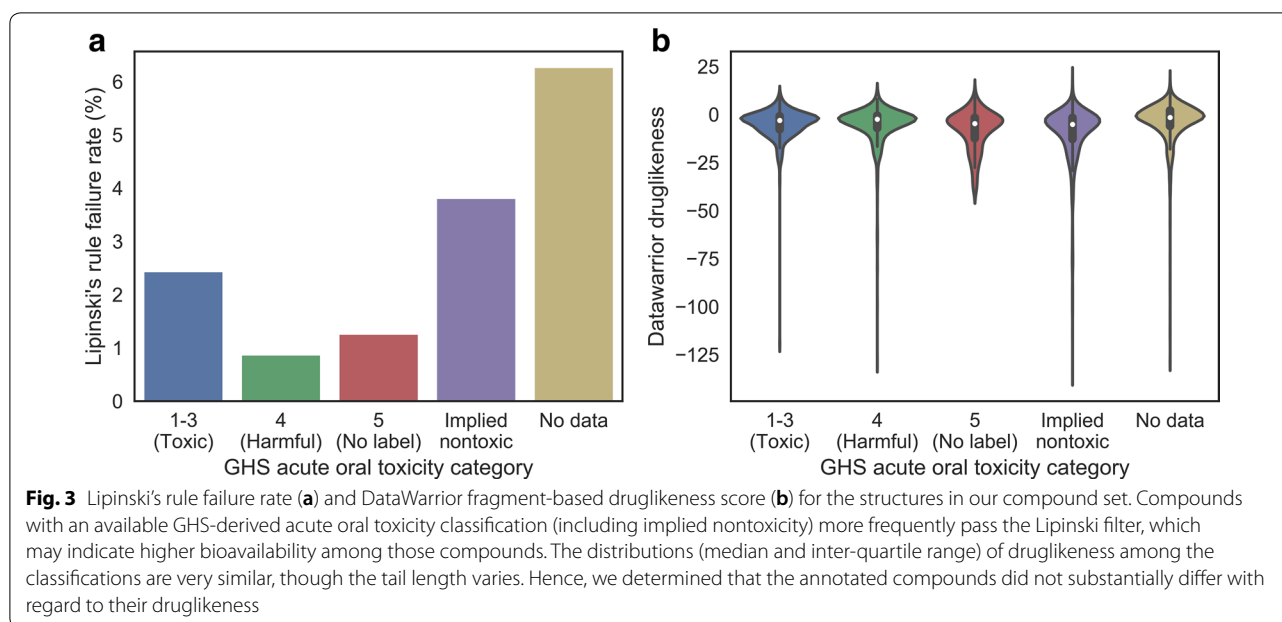 a
Lipinski's rule failure rate (%)
6
5
4
3
2
1
0
1-3 4 5 Implied No data
(Toxic) (Harmful) (No label) nontoxic
GHS acute oral toxicity category
b
Datawarrior druglikeness
25
0
−25
−50
−75
−100
−125
1-3 4 5 Implied No data
(Toxic) (Harmful) (No label) nontoxic
GHS acute oral toxicity category
Fig. 3 Lipinski’s rule failure rate (a) and DataWarrior fragment-based druglikeness score (b) for the structures in our compound set. Compounds
with an available GHS-derived acute oral toxicity classification (including implied nontoxicity) more frequently pass the Lipinski filter, which
may indicate higher bioavailability among those compounds. The distributions (median and inter-quartile range) of druglikeness among the
classifications are very similar, though the tail length varies. Hence, we determined that the annotated compounds did not substantially differ with
regard to their druglikeness